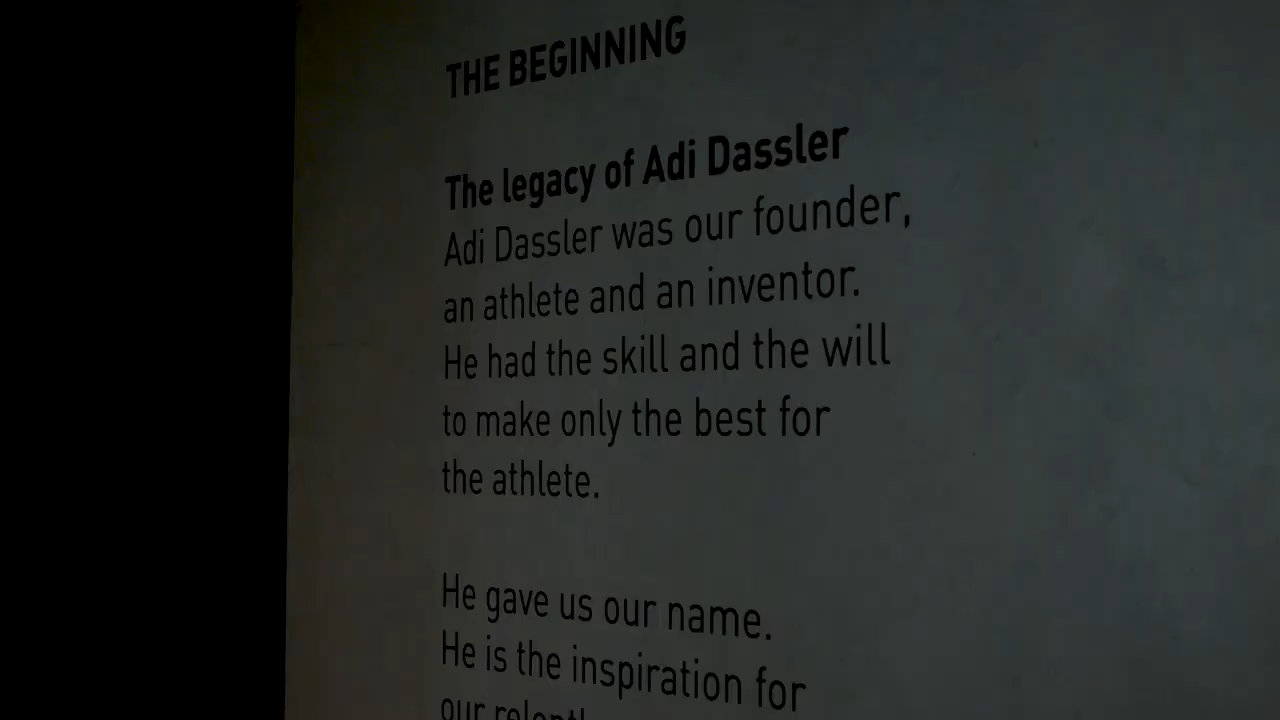 THE BEGINNING
The legacy of Adi Dassler
Adi Dassler was our founder,
an athlete and an inventor.
He had the skill and the will
to make only the best for
the athlete.
He gave us our name.
He is the inspiration for
our